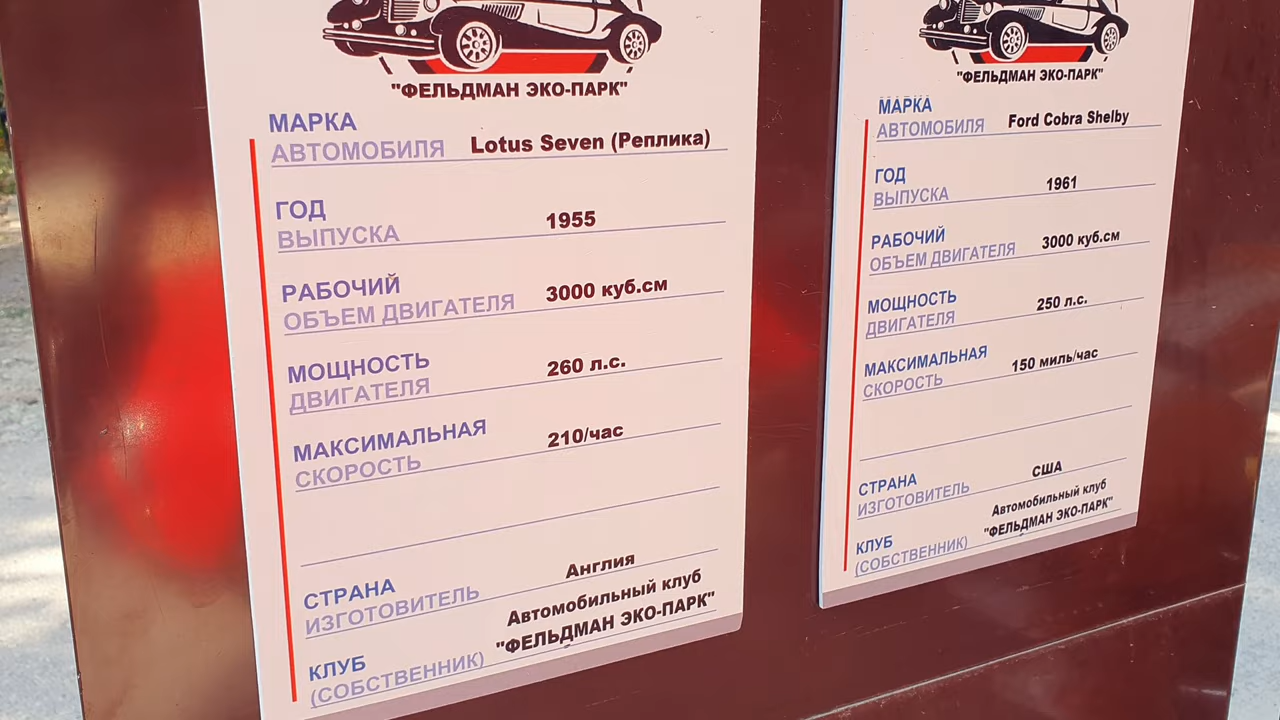 "ФЕЛЬДМАН ЭКО-ПАРК"
МАРКА
АВТОМОБИЛЯ Lotus Seven (Реплика)
ГОД
ВЫПУСКА 1955
РАБОЧИЙ
ОБЪЕМ ДВИГАТЕЛЯ 3000 куб.см
МОЩНОСТЬ
ДВИГАТЕЛЯ 260 л.с.
МАКСИМАЛЬНАЯ
СКОРОСТЬ 210/час
СТРАНА
ИЗГОТОВИТЕЛЬ Англия
КЛУБ
(СОБСТВЕННИК) Автомобильный клуб
"ФЕЛЬДМАН ЭКО-ПАРК"
"ФЕЛЬДМАН ЭКО-ПАРК"
МАРКА
АВТОМОБИЛЯ Ford Cobra Shelby
ГОД
ВЫПУСКА 1961
РАБОЧИЙ
ОБЪЕМ ДВИГАТЕЛЯ 3000 куб.см
МОЩНОСТЬ
ДВИГАТЕЛЯ 250 л.с.
МАКСИМАЛЬНАЯ
СКОРОСТЬ 150 миль/час
СТРАНА
ИЗГОТОВИТЕЛЬ США
КЛУБ
(СОБСТВЕННИК) Автомобильный клуб
"ФЕЛЬДМАН ЭКО-ПАРК"